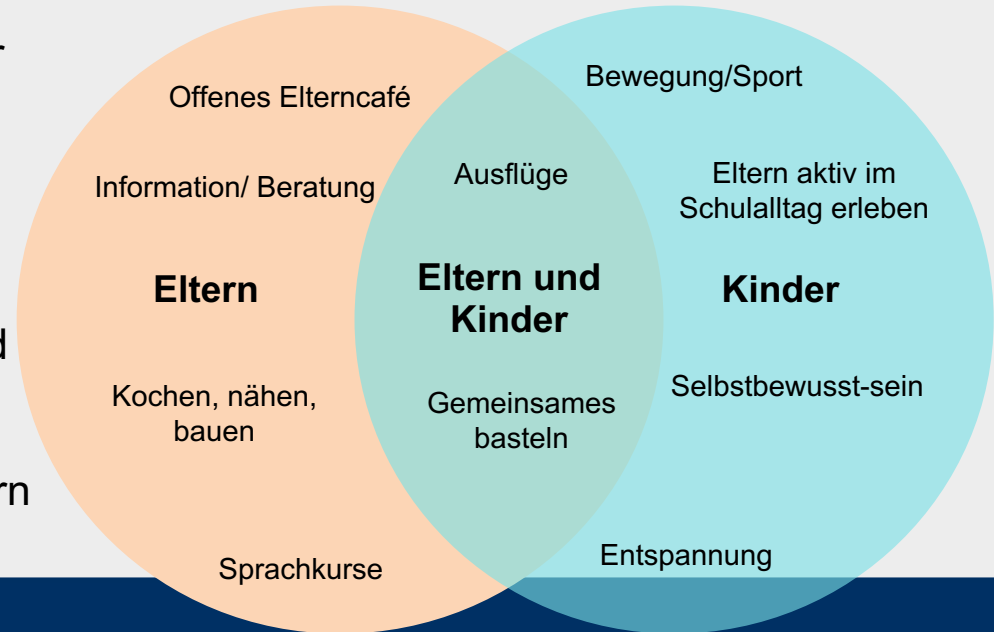 Offenes Elterncafé
Information/ Beratung
Eltern
Kochen, nähen,
bauen
Sprachkurse
Ausflüge
Eltern und
Kinder
Gemeinsames
basteln
Bewegung/Sport
Eltern aktiv im
Schulalltag erleben
Kinder
Selbstbewusst-sein
Entspannung